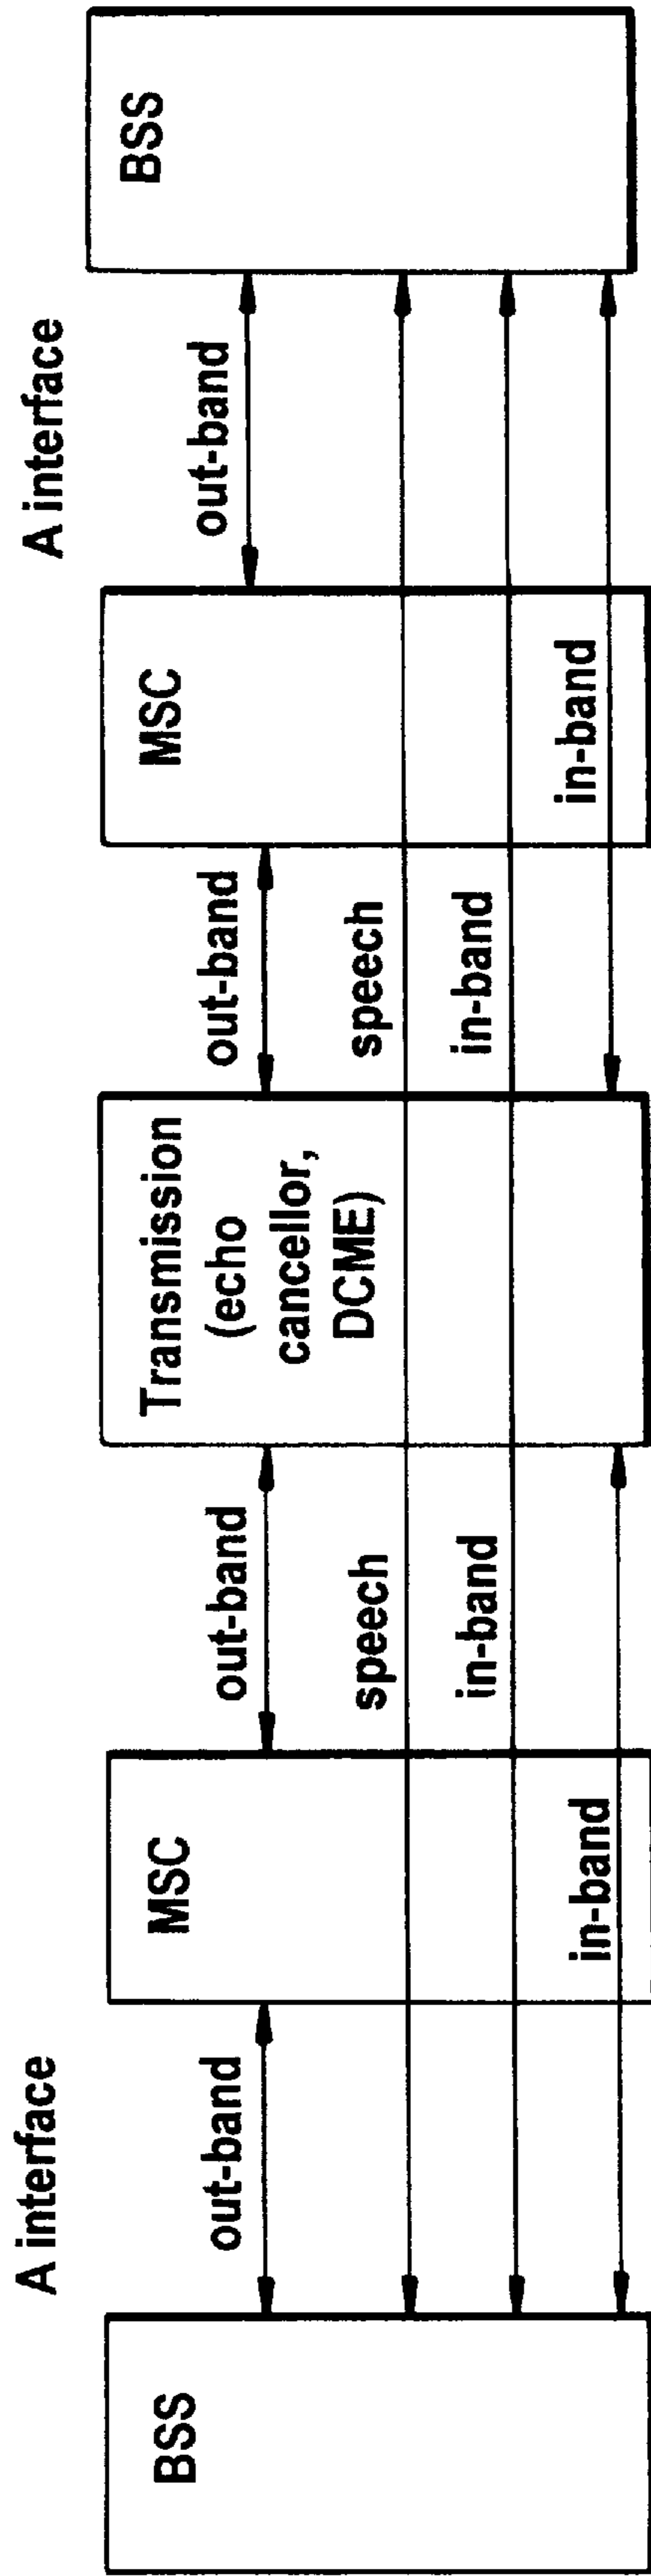 A interface
A interface
BSS
out-band
MSC
out-band
Transmission
(echo
cancellor,
DCME)
out-band
MSC
out-band
BSS
speech
speech
in-band
in-band
in-band
in-band